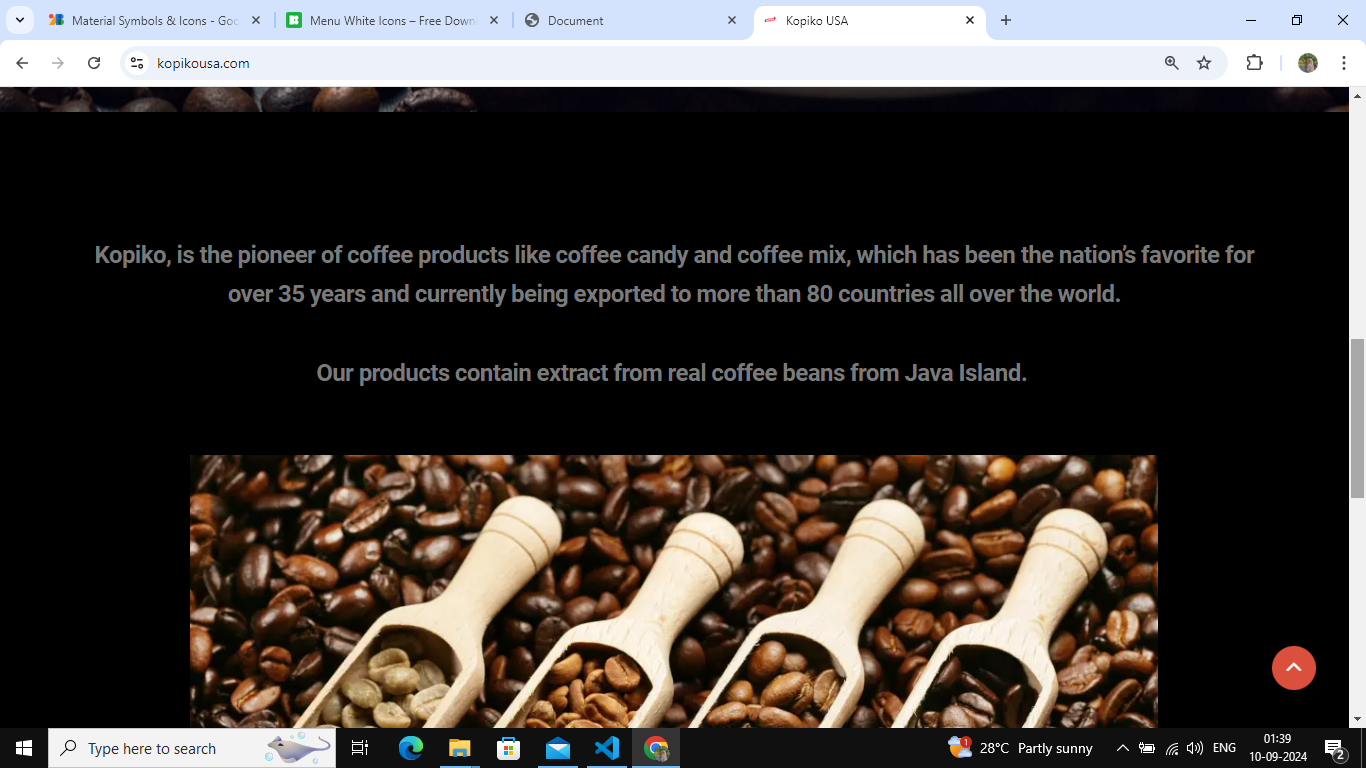 Material Symbols & Icons - Goo
Menu White Icons – Free Downl
Document
Kopiko USA
kopikousa.com
Kopiko, is the pioneer of coffee products like coffee candy and coffee mix, which has been the nation’s favorite for
over 35 years and currently being exported to more than 80 countries all over the world.
Our products contain extract from real coffee beans from Java Island.
Type here to search
1
28°C Partly sunny
ENG
01:39
10-09-2024
2